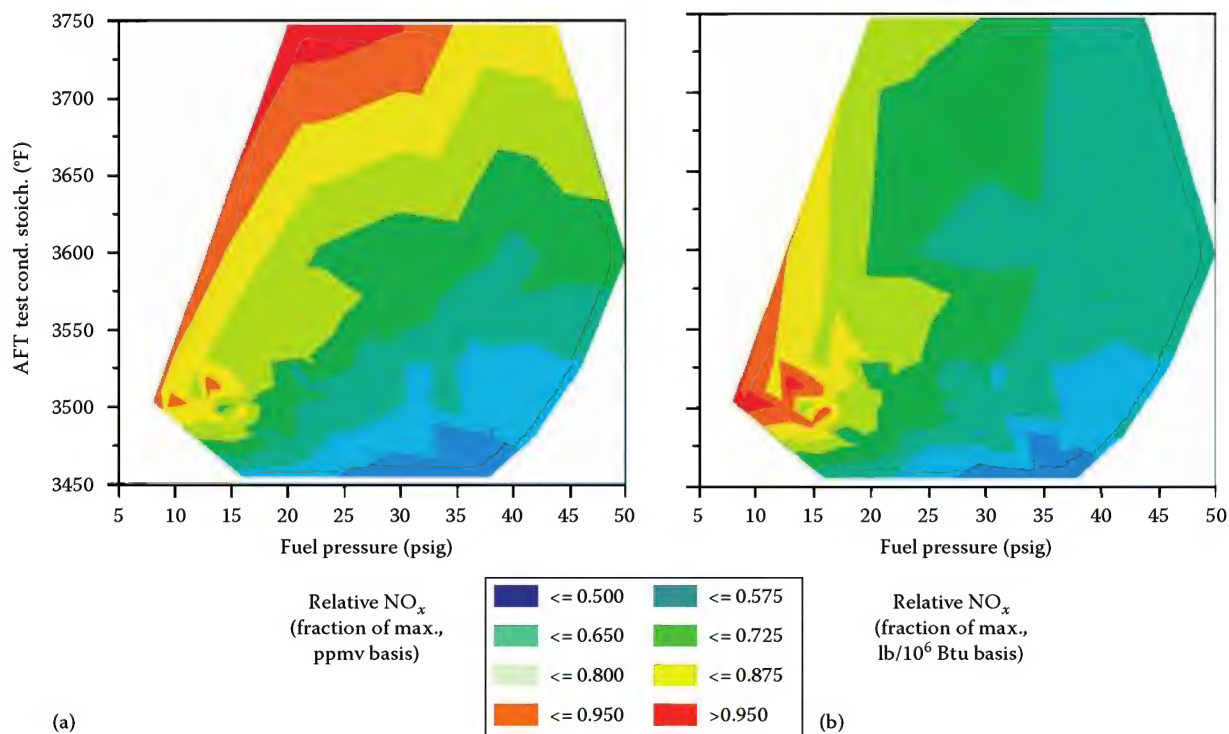 AFT test cond. stoich. (°F)
3750
3700
3650
3600
3550
3500
3450
5 10 15 20 25 30 35 40 45 50
Fuel pressure (psig)
5 10 15 20 25 30 35 40 45 50
Fuel pressure (psig)
Relative NOx
(fraction of max.,
ppmv basis)
<= 0.500 <= 0.575
<= 0.650 <= 0.725
<= 0.800 <= 0.875
<= 0.950 >0.950
Relative NOx
(fraction of max.,
lb/10⁶ Btu basis)
(a)
(b)